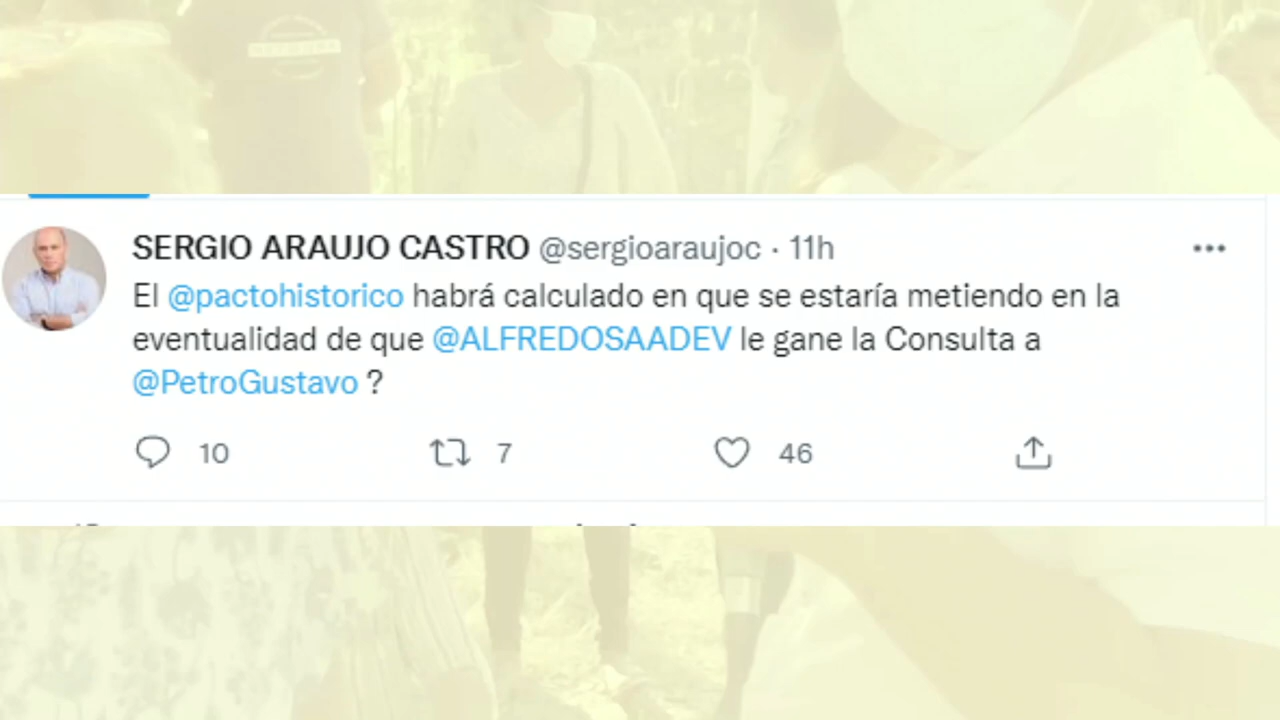 SERGIO ARAUJO CASTRO @sergioaraujoc · 11h
El @pactohistorico habrá calculado en que se estaría metiendo en la
eventualidad de que @ALFREDOSAADEV le gane la Consulta a
@PetroGustavo ?
10 7 46